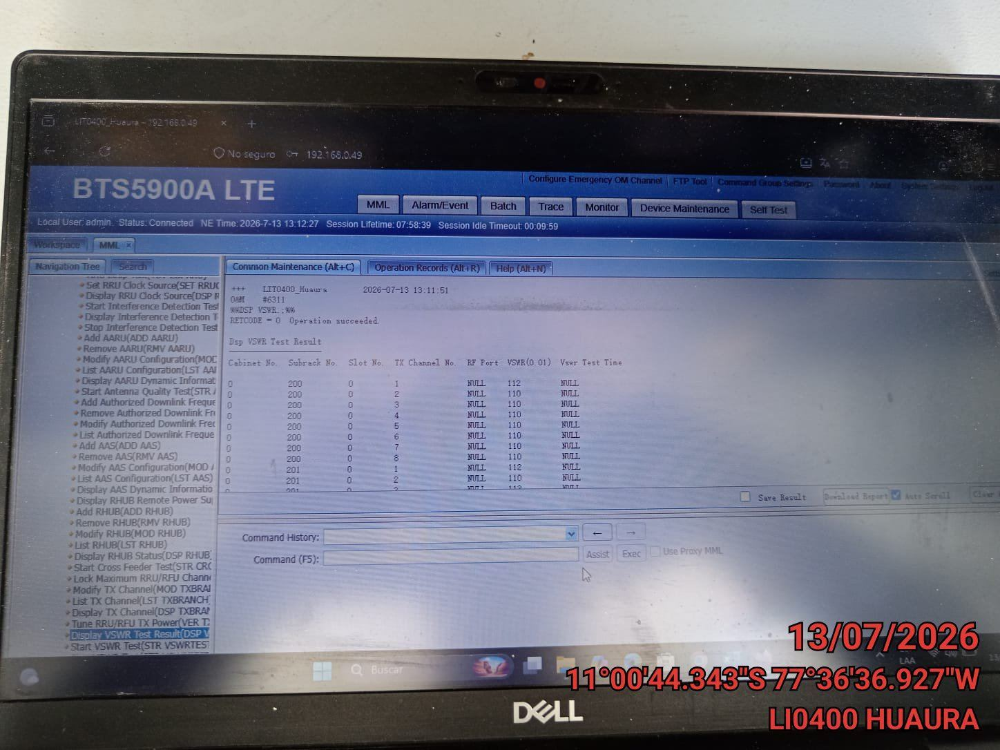 LIT0400_Huaura - 192.168.0.49 × +
No seguro 192.168.0.49
Configure Emergency OM Channel FTP Tool Command Group Settings Password About System Settings
BTS5900A LTE
MML Alarm/Event Batch Trace Monitor Device Maintenance Self Test
Local User: admin. Status: Connected NE Time: 2026-7-13 13:12:27 Session Lifetime: 07:58:39 Session Idle Timeout: 00:09:59
Workspace MML ×
Navigation Tree Search
Set RRU Clock Source(SET RRUC
Display RRU Clock Source(DSP R
Start Interference Detection Test
Display Interference Detection T
Stop Interference Detection Test
Add AARU(ADD AARU)
Remove AARU(RMV AARU)
Modify AARU Configuration(MOD
List AARU Configuration(LST AAI
Display AARU Dynamic Informat
Start Antenna Quality Test(STR A
Add Authorized Downlink Freque
Remove Authorized Downlink Fr
Modify Authorized Downlink Fred
List Authorized Downlink Freque
Add AAS(ADD AAS)
Remove AAS(RMV AAS)
Modify AAS Configuration(MOD A
List AAS Configuration(LST AAS)
Display AAS Dynamic Informatio
Display RHUB Remote Power Su
Add RHUB(ADD RHUB)
Remove RHUB(RMV RHUB)
Modify RHUB(MOD RHUB)
List RHUB(LST RHUB)
Display RHUB Status(DSP RHUB
Start Cross Feeder Test(STR CRO
Lock Maximum RRU/RFU Chann
Modify TX Channel(MOD TXBRAI
List TX Channel(LST TXBRANCH
Display TX Channel(DSP TXBRAN
Tune RRU/RFU TX Power(VER T
Display VSWR Test Result(DSP V
Start VSWR Test(STR VSWRTES
Common Maintenance (Alt+C) Operation Records (Alt+R) Help (Alt+N)
+++ LIT0400_Huaura 2026-07-13 13:11:51
O&M #6311
%%DSP VSWR:;%%
RETCODE = 0 Operation succeeded.
Dsp VSWR Test Result
Cabinet No. Subrack No. Slot No. TX Channel No. RF Port VSWR(0.01) Vswr Test Time
0 200 0 1 NULL 112 NULL
0 200 0 2 NULL 110 NULL
0 200 0 3 NULL 110 NULL
0 200 0 4 NULL 110 NULL
0 200 0 5 NULL 110 NULL
0 200 0 6 NULL 110 NULL
0 200 0 7 NULL 110 NULL
0 200 0 8 NULL 110 NULL
0 201 0 1 NULL 112 NULL
0 201 0 2 NULL 110 NULL
Save Result Download Report Auto Scroll Clear
Command History: ← →
Command (F5): Assist Exec Use Proxy MML
Buscar
LAA
DELL
13/07/2026
11°00'44.343"S 77°36'36.927"W
LI0400 HUAURA